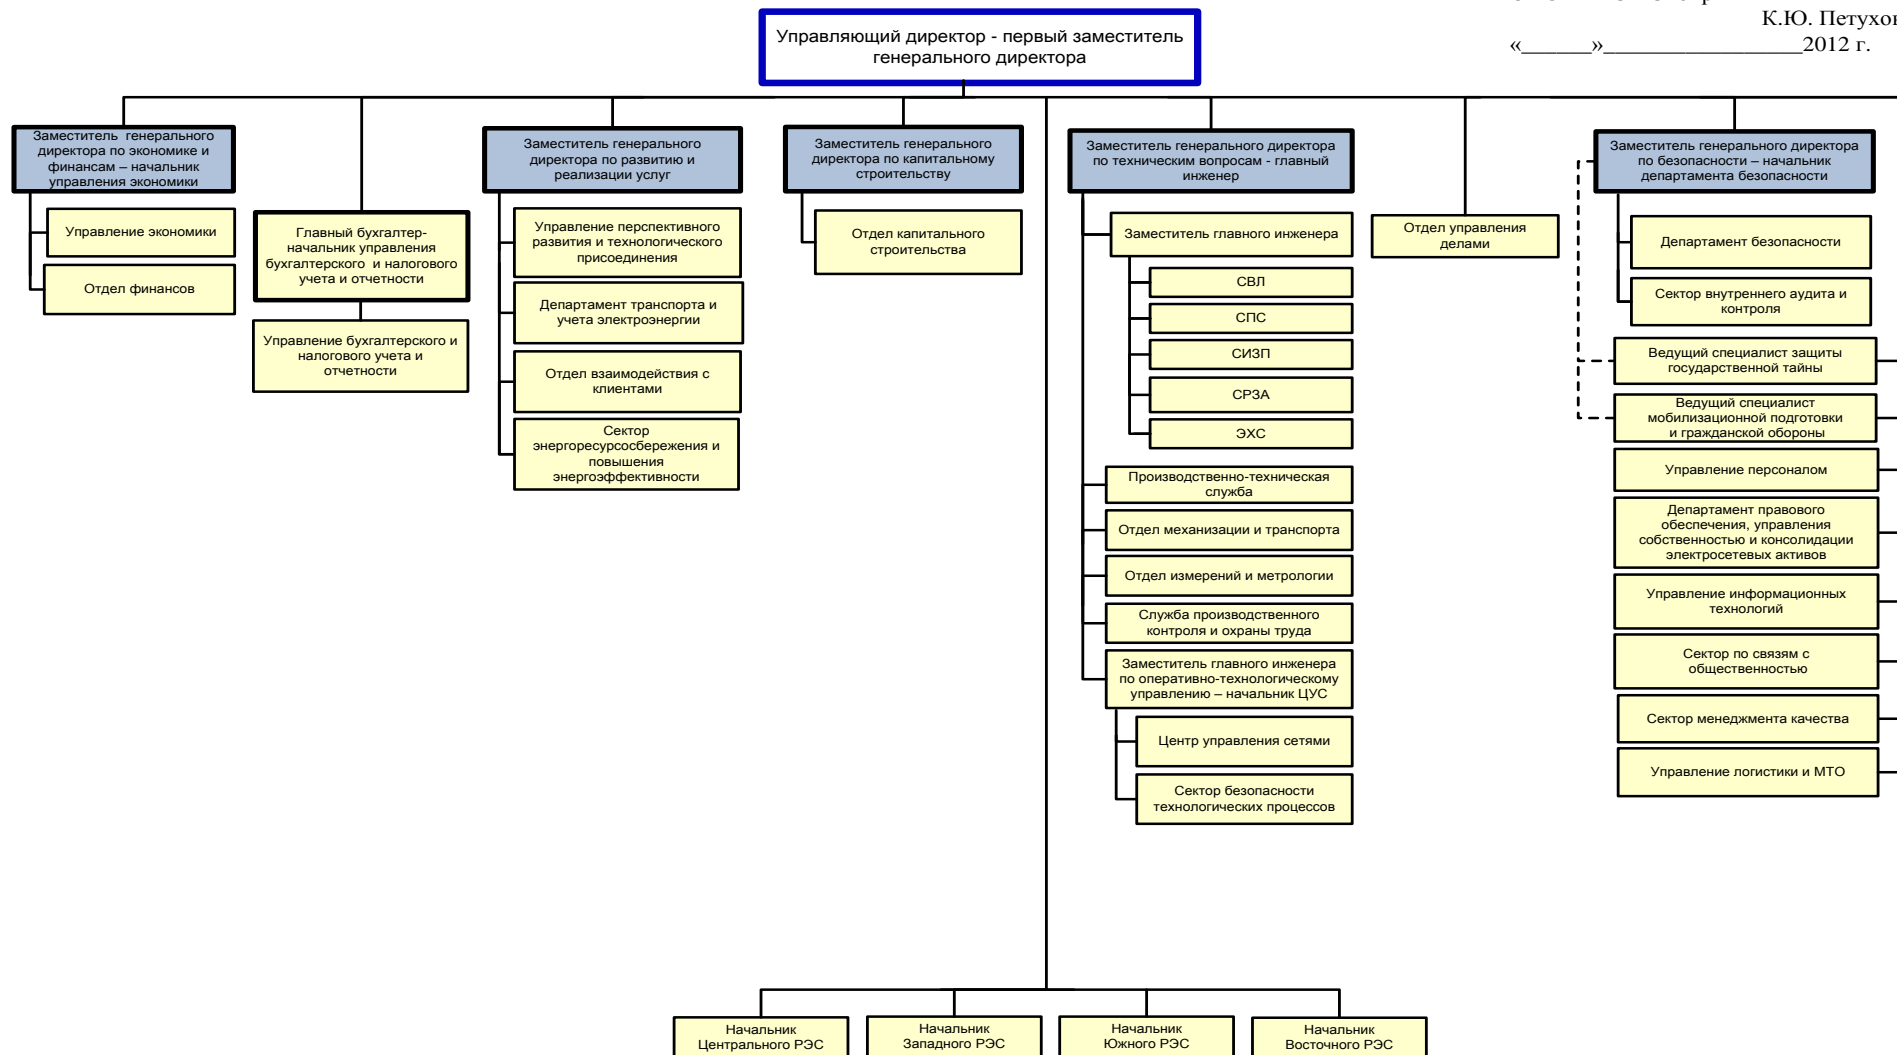 К.Ю. Петухов
«______»_________________2012 г.
Управляющий директор - первый заместитель
генерального директора
Заместитель генерального
директора по экономике и
финансам – начальник
управления экономики
Управление экономики
Отдел финансов
Главный бухгалтер-
начальник управления
бухгалтерского и налогового
учета и отчетности
Управление бухгалтерского и
налогового учета и
отчетности
Заместитель генерального
директора по развитию и
реализации услуг
Управление перспективного
развития и технологического
присоединения
Департамент транспорта и
учета электроэнергии
Отдел взаимодействия с
клиентами
Сектор
энергоресурсосбережения и
повышения
энергоэффективности
Заместитель генерального
директора по капитальному
строительству
Отдел капитального
строительства
Заместитель генерального директора
по техническим вопросам - главный
инженер
Заместитель главного инженера
СВЛ
СПС
СИЗП
СРЗА
ЭХС
Производственно-техническая
служба
Отдел механизации и транспорта
Отдел измерений и метрологии
Служба производственного
контроля и охраны труда
Заместитель главного инженера
по оперативно-технологическому
управлению – начальник ЦУС
Центр управления сетями
Сектор безопасности
технологических процессов
Отдел управления
делами
Заместитель генерального директора
по безопасности – начальник
департамента безопасности
Департамент безопасности
Сектор внутреннего аудита и
контроля
Ведущий специалист защиты
государственной тайны
Ведущий специалист
мобилизационной подготовки
и гражданской обороны
Управление персоналом
Департамент правового
обеспечения, управления
собственностью и консолидации
электросетевых активов
Управление информационных
технологий
Сектор по связям с
общественностью
Сектор менеджмента качества
Управление логистики и МТО
Начальник
Центрального РЭС
Начальник
Западного РЭС
Начальник
Южного РЭС
Начальник
Восточного РЭС